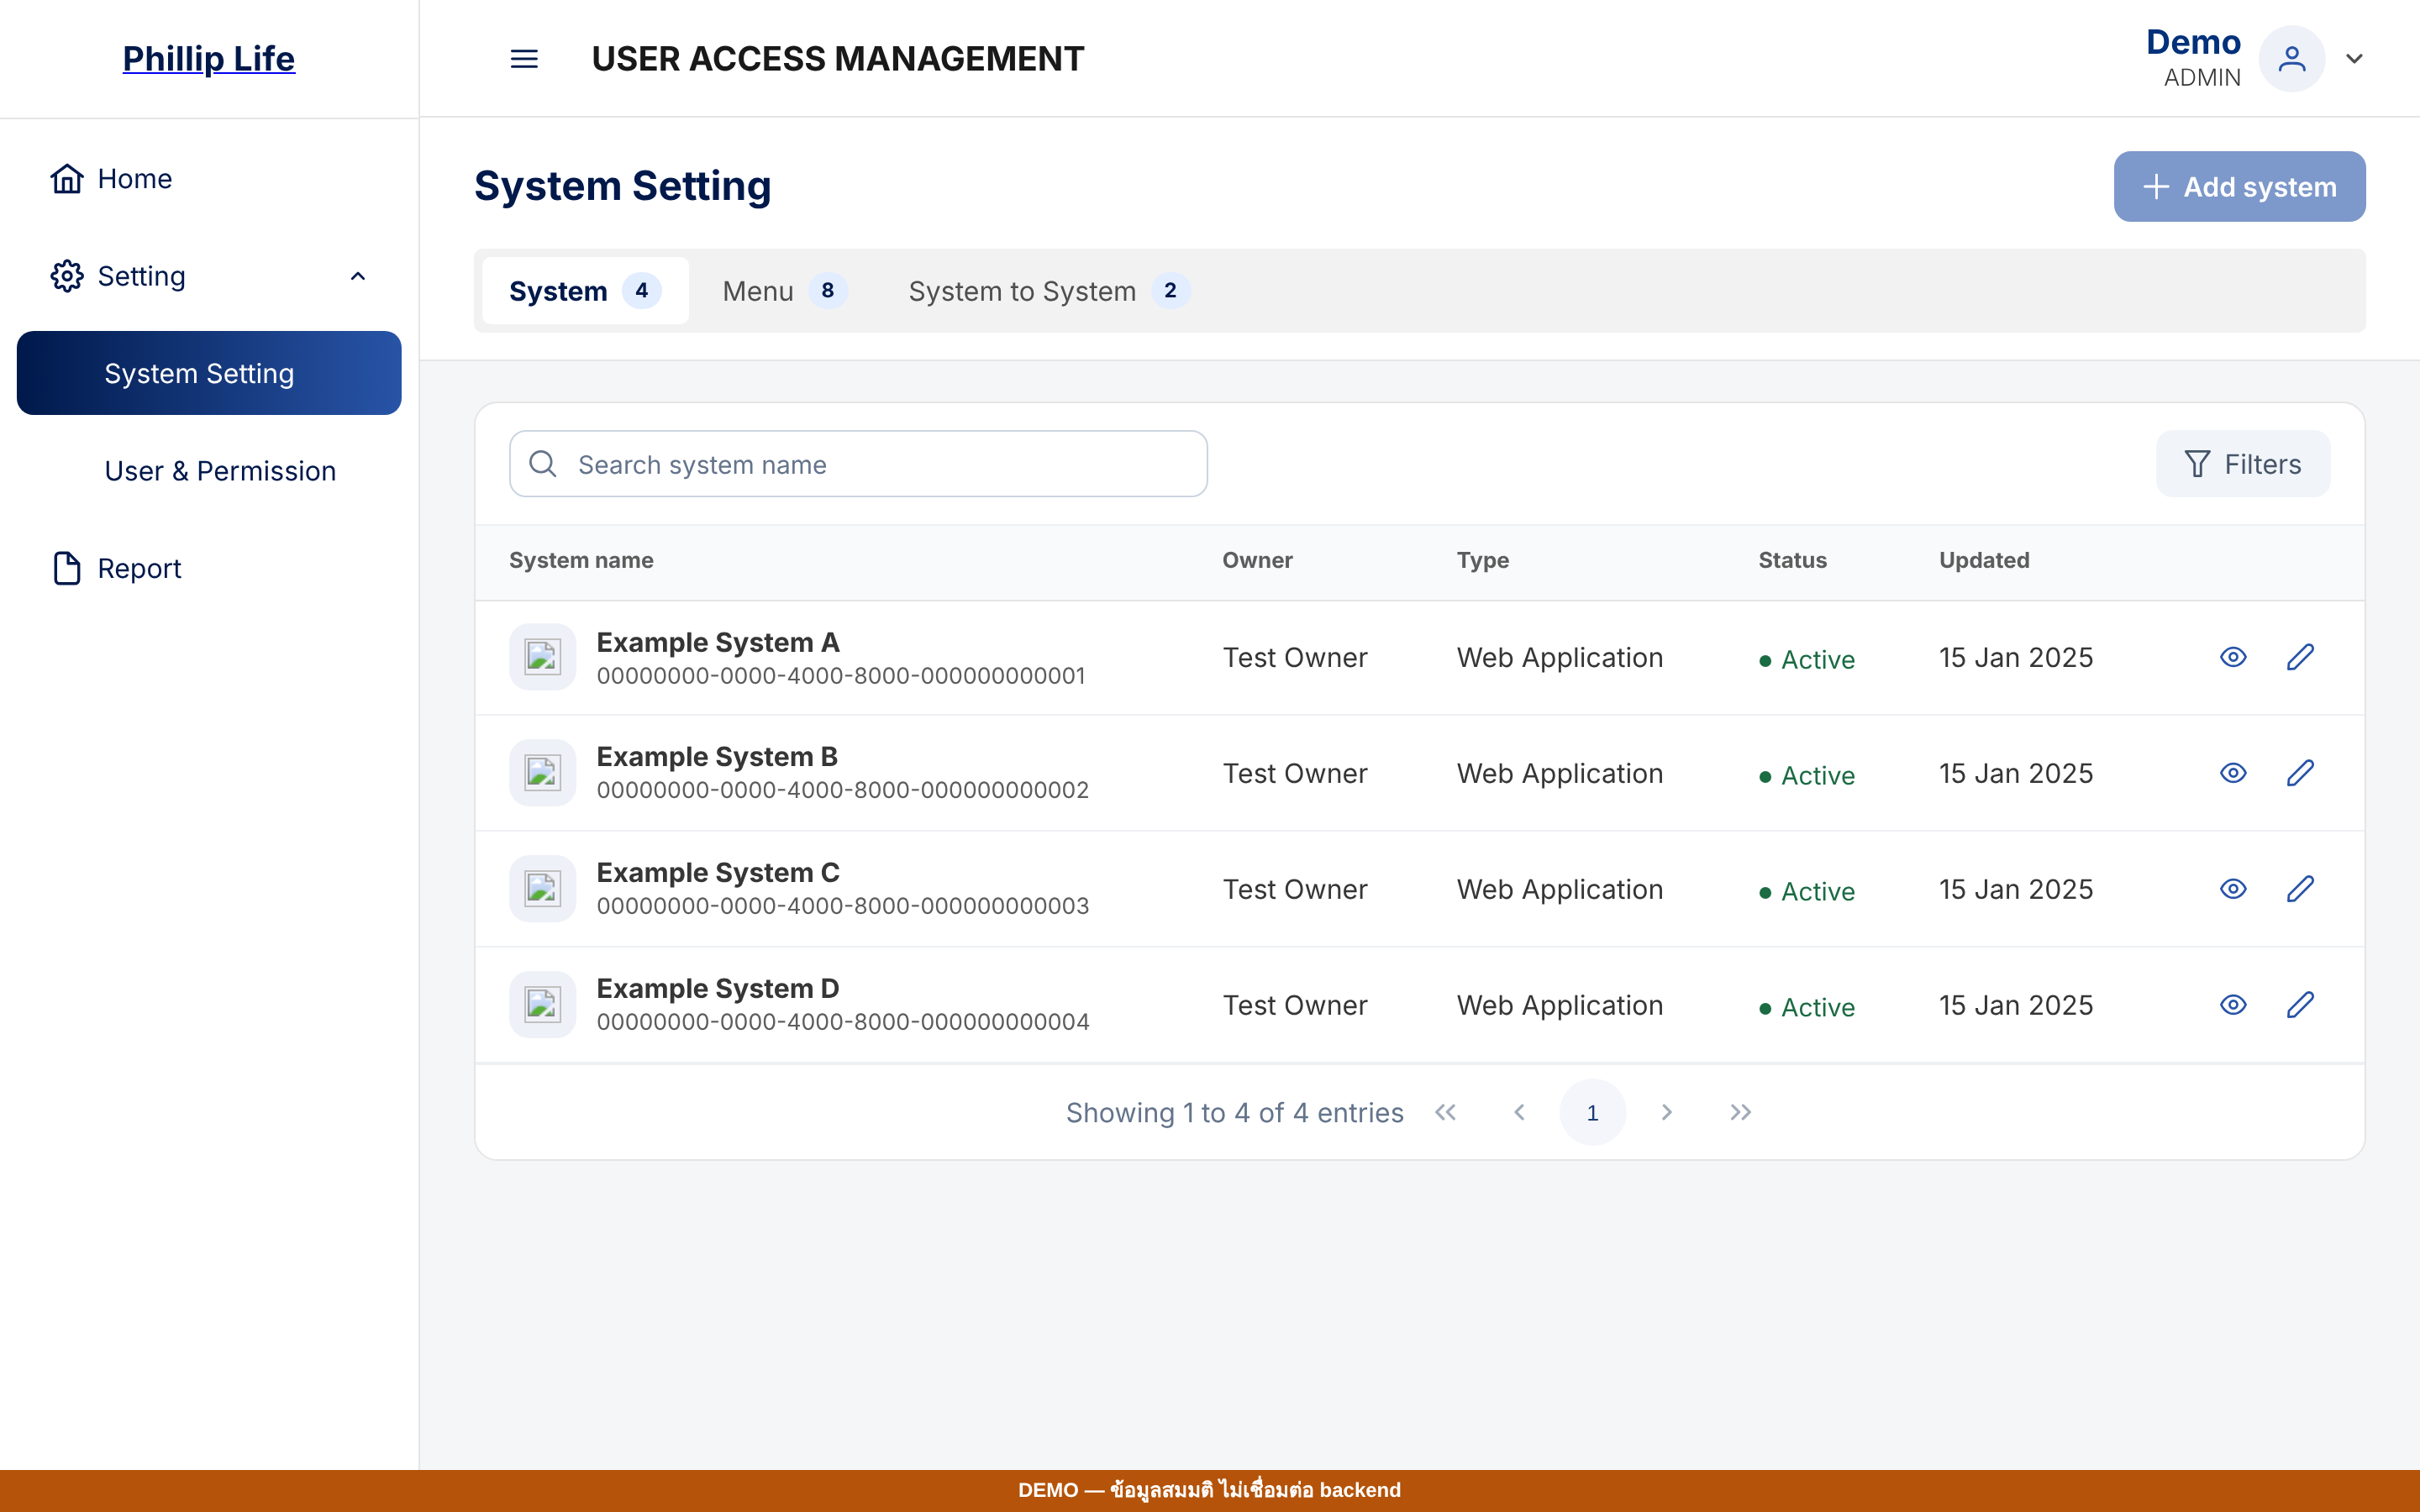 Phillip Life
USER ACCESS MANAGEMENT
Demo
ADMIN
Home
Setting
System Setting
User & Permission
Report
System Setting
Add system
System 4
Menu 8
System to System 2
Search system name
Filters
System name Owner Type Status Updated
Example System A
00000000-0000-4000-8000-000000000001
Test Owner Web Application Active 15 Jan 2025
Example System B
00000000-0000-4000-8000-000000000002
Test Owner Web Application Active 15 Jan 2025
Example System C
00000000-0000-4000-8000-000000000003
Test Owner Web Application Active 15 Jan 2025
Example System D
00000000-0000-4000-8000-000000000004
Test Owner Web Application Active 15 Jan 2025
Showing 1 to 4 of 4 entries 1
DEMO — ข้อมูลสมมติ ไม่เชื่อมต่อ backend